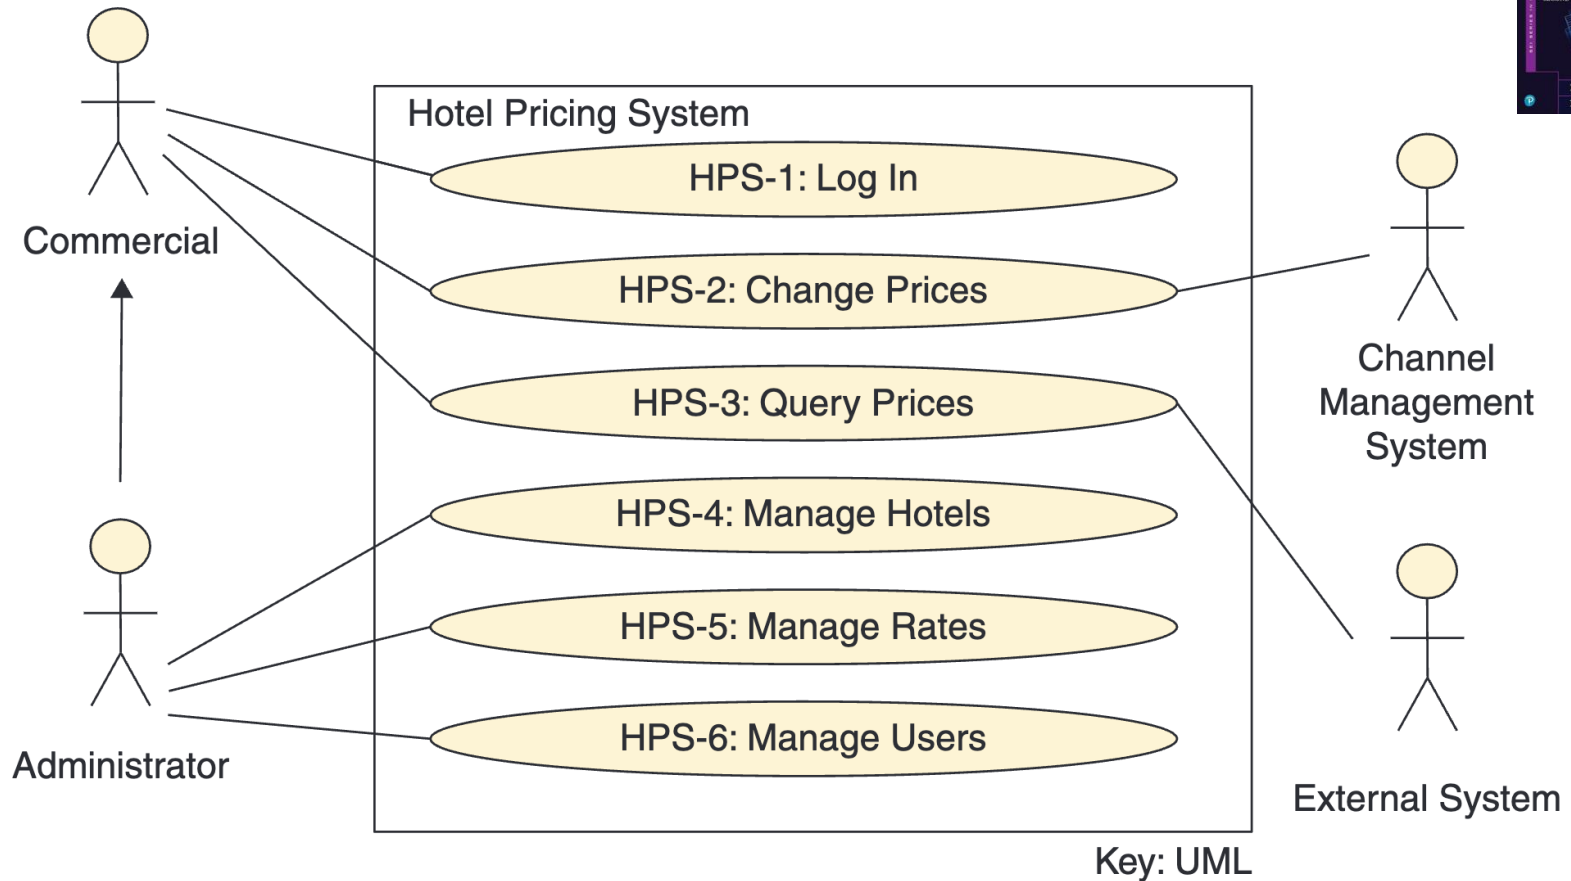 Hotel Pricing System
HPS-1: Log In
HPS-2: Change Prices
HPS-3: Query Prices
HPS-4: Manage Hotels
HPS-5: Manage Rates
HPS-6: Manage Users
Commercial
Administrator
Channel
Management
System
External System
Key: UML